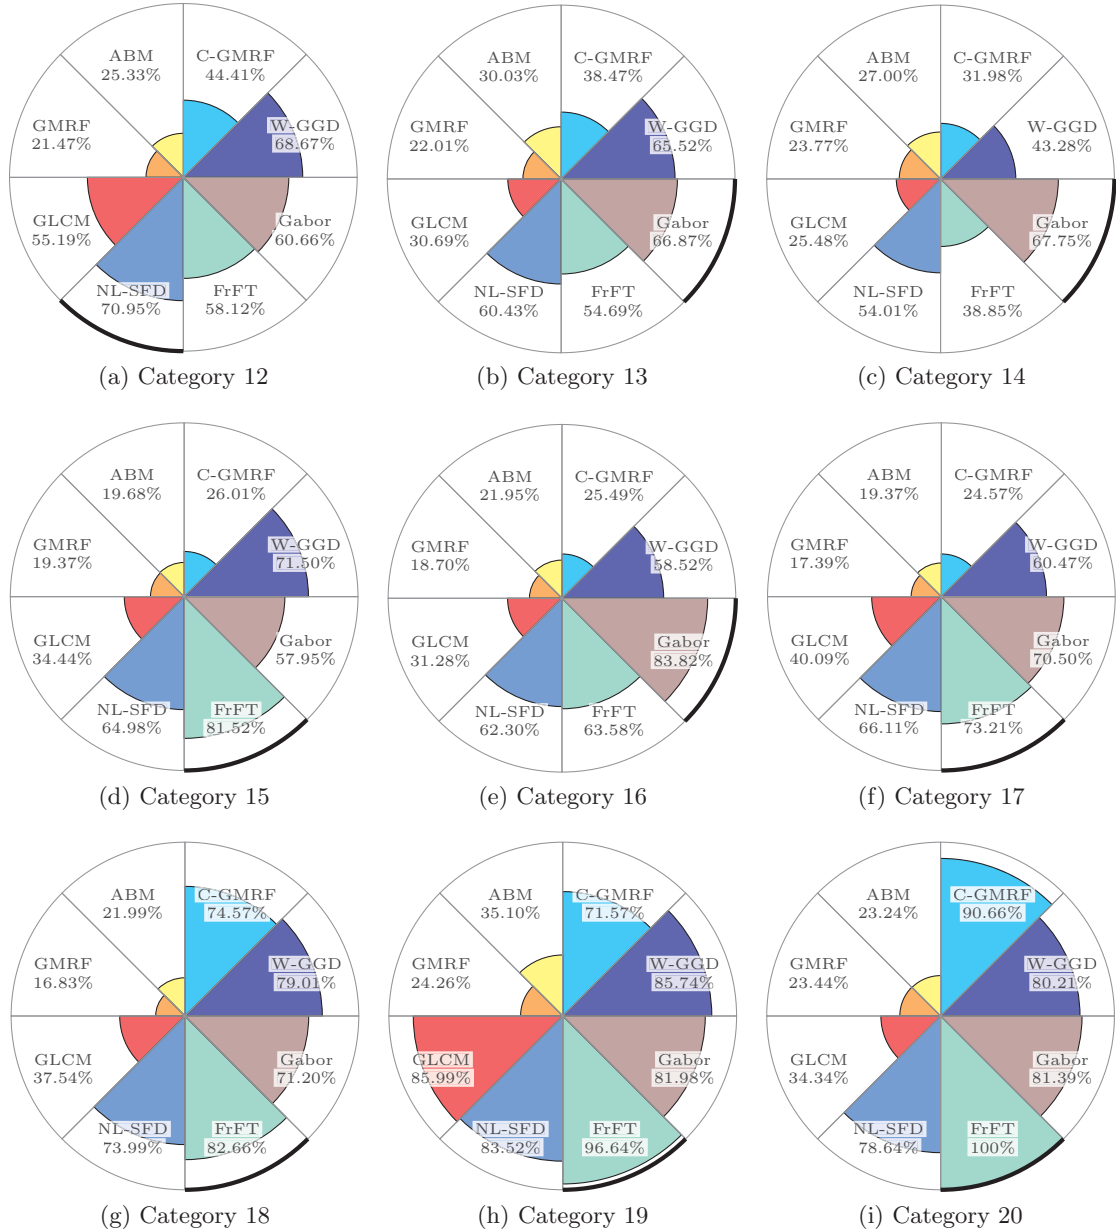 ABM
25.33%
C-GMRF
44.41%
GMRF
21.47%
W-GGD
68.67%
GLCM
55.19%
Gabor
60.66%
NL-SFD
70.95%
FrFT
58.12%
(a) Category 12
ABM
30.03%
C-GMRF
38.47%
GMRF
22.01%
W-GGD
65.52%
GLCM
30.69%
Gabor
66.87%
NL-SFD
60.43%
FrFT
54.69%
(b) Category 13
ABM
27.00%
C-GMRF
31.98%
GMRF
23.77%
W-GGD
43.28%
GLCM
25.48%
Gabor
67.75%
NL-SFD
54.01%
FrFT
38.85%
(c) Category 14
ABM
19.68%
C-GMRF
26.01%
GMRF
19.37%
W-GGD
71.50%
GLCM
34.44%
Gabor
57.95%
NL-SFD
64.98%
FrFT
81.52%
(d) Category 15
ABM
21.95%
C-GMRF
25.49%
GMRF
18.70%
W-GGD
58.52%
GLCM
31.28%
Gabor
83.82%
NL-SFD
62.30%
FrFT
63.58%
(e) Category 16
ABM
19.37%
C-GMRF
24.57%
GMRF
17.39%
W-GGD
60.47%
GLCM
40.09%
Gabor
70.50%
NL-SFD
66.11%
FrFT
73.21%
(f) Category 17
ABM
21.99%
C-GMRF
74.57%
GMRF
16.83%
W-GGD
79.01%
GLCM
37.54%
Gabor
71.20%
NL-SFD
73.99%
FrFT
82.66%
(g) Category 18
ABM
35.10%
C-GMRF
71.57%
GMRF
24.26%
W-GGD
85.74%
GLCM
85.99%
Gabor
81.98%
NL-SFD
83.52%
FrFT
96.64%
(h) Category 19
ABM
23.24%
C-GMRF
90.66%
GMRF
23.44%
W-GGD
80.21%
GLCM
34.34%
Gabor
81.39%
NL-SFD
78.64%
FrFT
100%
(i) Category 20